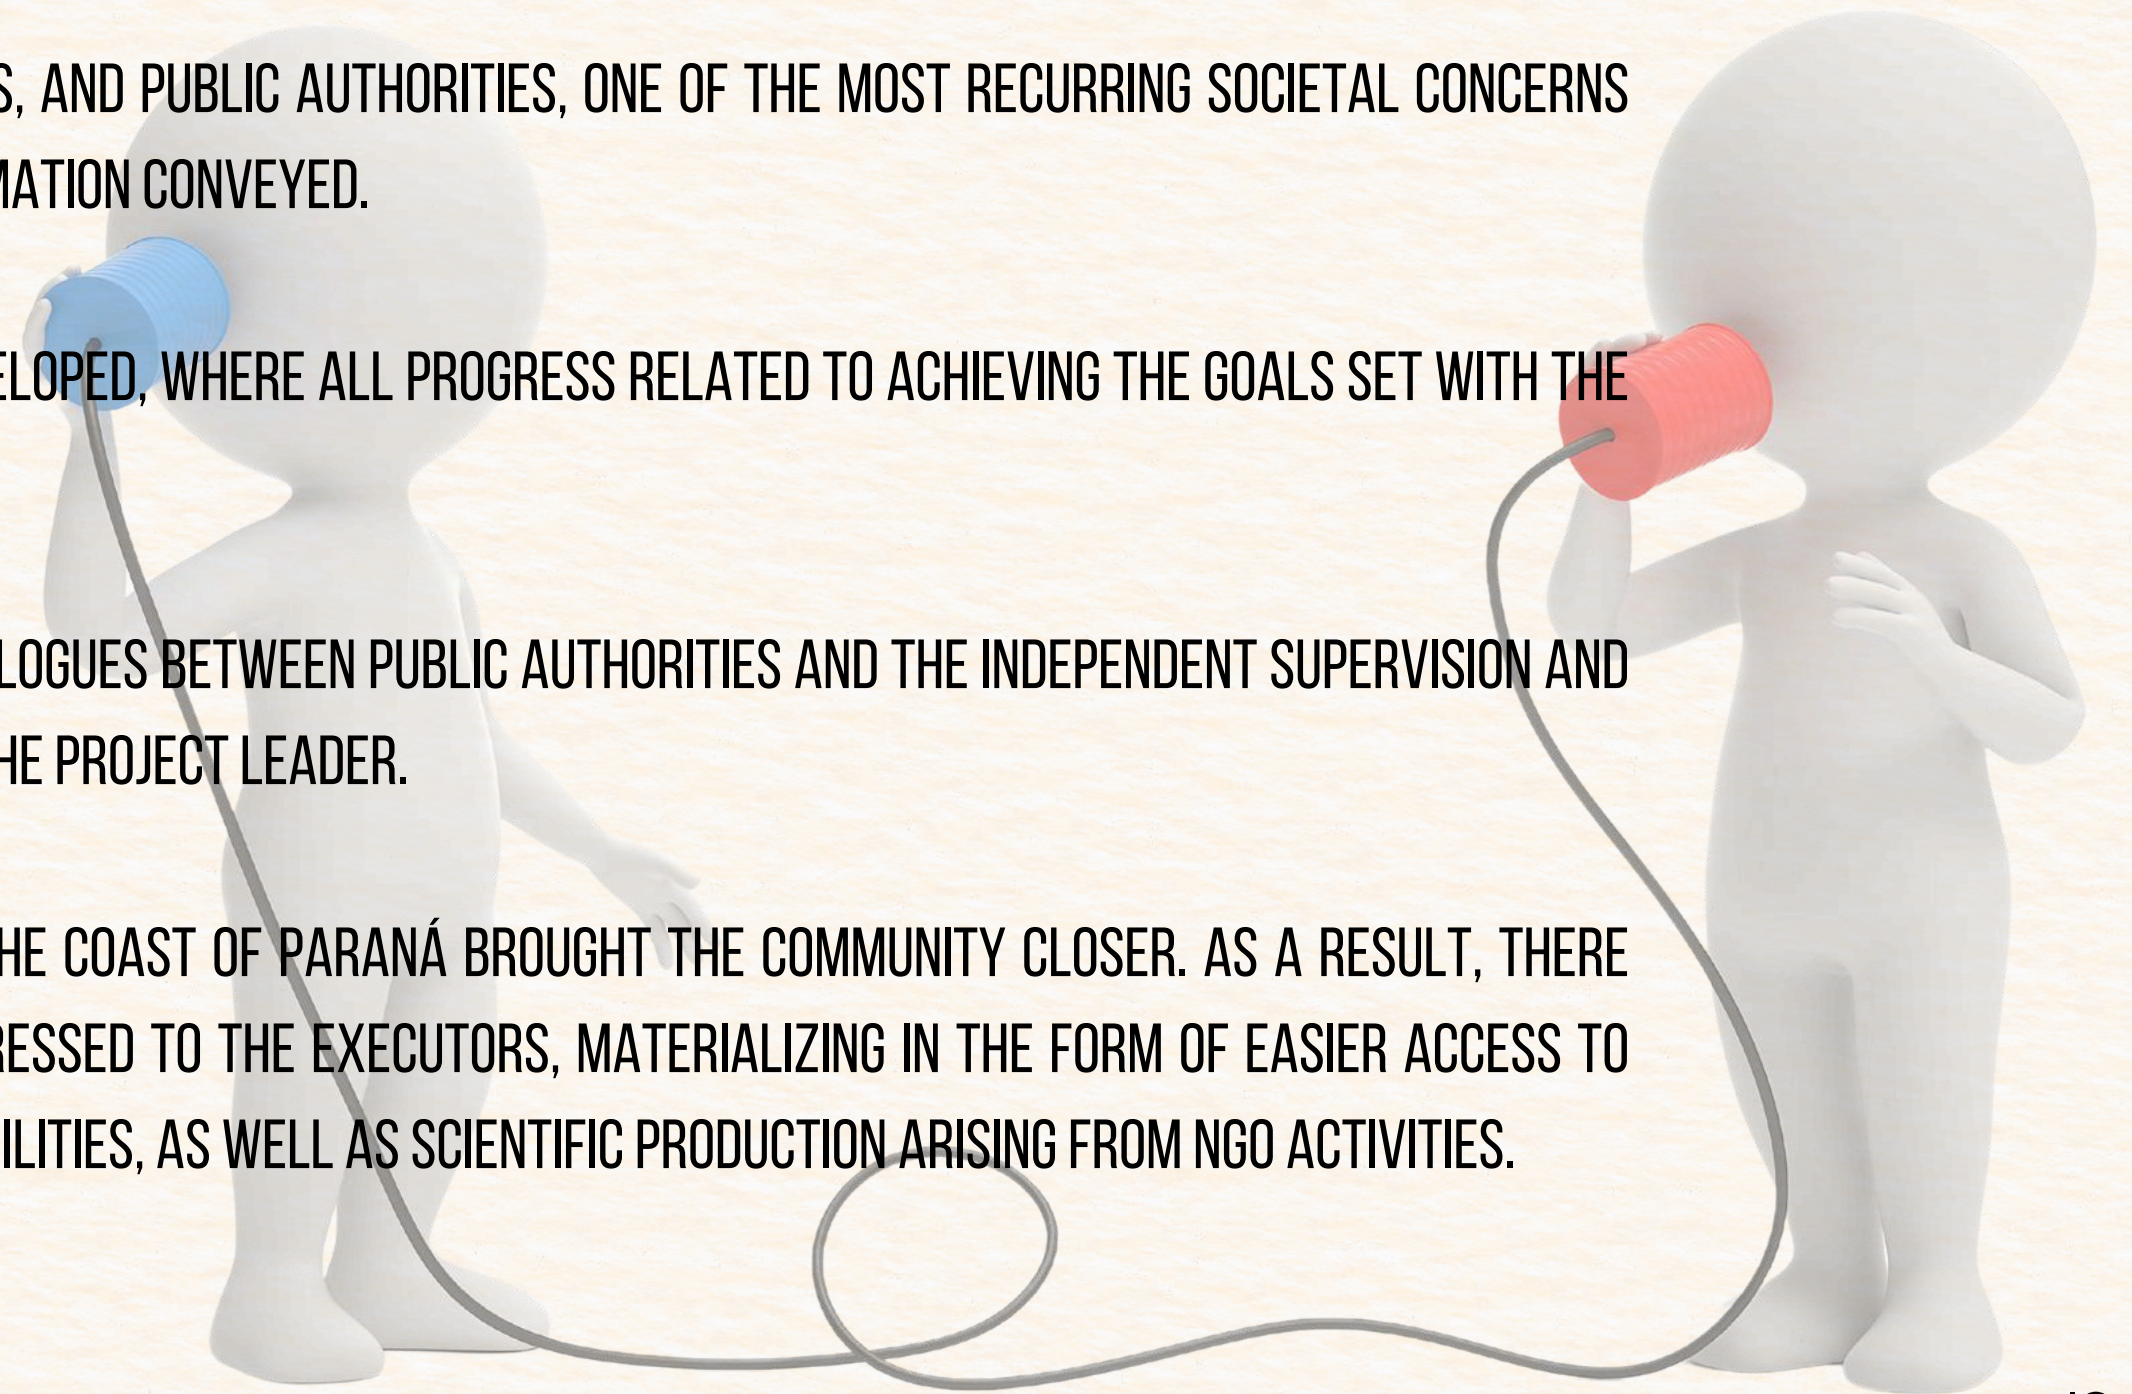 S, AND PUBLIC AUTHORITIES, ONE OF THE MOST RECURRING SOCIETAL CONCERNS
MATION CONVEYED.
ELOPED, WHERE ALL PROGRESS RELATED TO ACHIEVING THE GOALS SET WITH THE
LOGUES BETWEEN PUBLIC AUTHORITIES AND THE INDEPENDENT SUPERVISION AND
HE PROJECT LEADER.
HE COAST OF PARANÁ BROUGHT THE COMMUNITY CLOSER. AS A RESULT, THERE
RESSED TO THE EXECUTORS, MATERIALIZING IN THE FORM OF EASIER ACCESS TO
ILITIES, AS WELL AS SCIENTIFIC PRODUCTION ARISING FROM NGO ACTIVITIES.